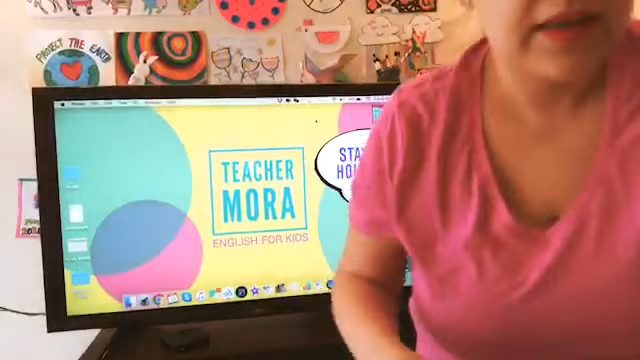 PROTECT THE EARTH
TEACHER
MORA
ENGLISH FOR KIDS